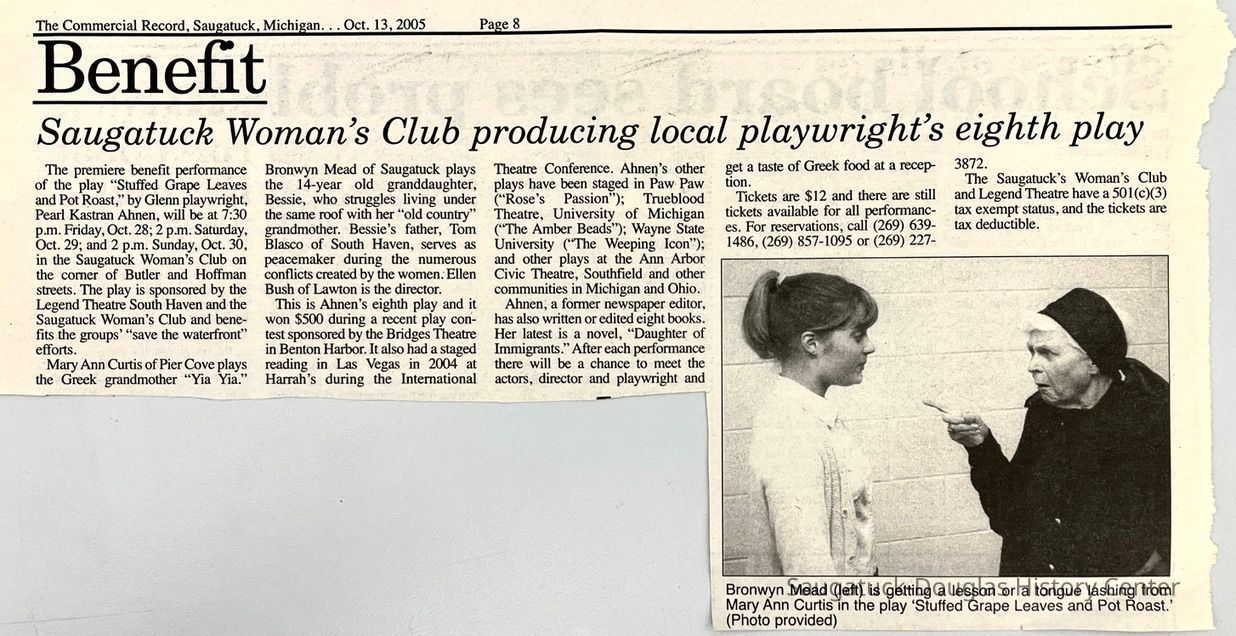 The Commercial Record, Saugatuck, Michigan. . . Oct. 13, 2005 Page 8
Benefit
Saugatuck Woman's Club producing local playwright's eighth play
The premiere benefit performance
of the play “Stuffed Grape Leaves
and Pot Roast,” by Glenn playwright,
Pearl Kastran Ahnen, will be at 7:30
p.m. Friday, Oct. 28; 2 p.m. Saturday,
Oct. 29; and 2 p.m. Sunday, Oct. 30,
in the Saugatuck Woman's Club on
the corner of Butler and Hoffman
streets. The play is sponsored by the
Legend Theatre South Haven and the
Saugatuck Woman's Club and bene-
fits the groups' “save the waterfront”
efforts.
Mary Ann Curtis of Pier Cove plays
the Greek grandmother “Yia Yia.”
Bronwyn Mead of Saugatuck plays
the 14-year old granddaughter,
Bessie, who struggles living under
the same roof with her “old country”
grandmother. Bessie's father, Tom
Blasco of South Haven, serves as
peacemaker during the numerous
conflicts created by the women. Ellen
Bush of Lawton is the director.
This is Ahnen's eighth play and it
won $500 during a recent play con-
test sponsored by the Bridges Theatre
in Benton Harbor. It also had a staged
reading in Las Vegas in 2004 at
Harrah's during the International
Theatre Conference. Ahnen's other
plays have been staged in Paw Paw
(“Rose's Passion”); Trueblood
Theatre, University of Michigan
(“The Amber Beads”); Wayne State
University (“The Weeping Icon”);
and other plays at the Ann Arbor
Civic Theatre, Southfield and other
communities in Michigan and Ohio.
Ahnen, a former newspaper editor,
has also written or edited eight books.
Her latest is a novel, “Daughter of
Immigrants.” After each performance
there will be a chance to meet the
actors, director and playwright and
get a taste of Greek food at a recep-
tion.
Tickets are $12 and there are still
tickets available for all performanc-
es. For reservations, call (269) 639-
1486, (269) 857-1095 or (269) 227-
3872.
The Saugatuck's Woman's Club
and Legend Theatre have a 501(c)(3)
tax exempt status, and the tickets are
tax deductible.
Saugatuck-Douglas History Center
Bronwyn Mead (left) is getting a lesson or a tongue lashing from
Mary Ann Curtis in the play 'Stuffed Grape Leaves and Pot Roast.'
(Photo provided)